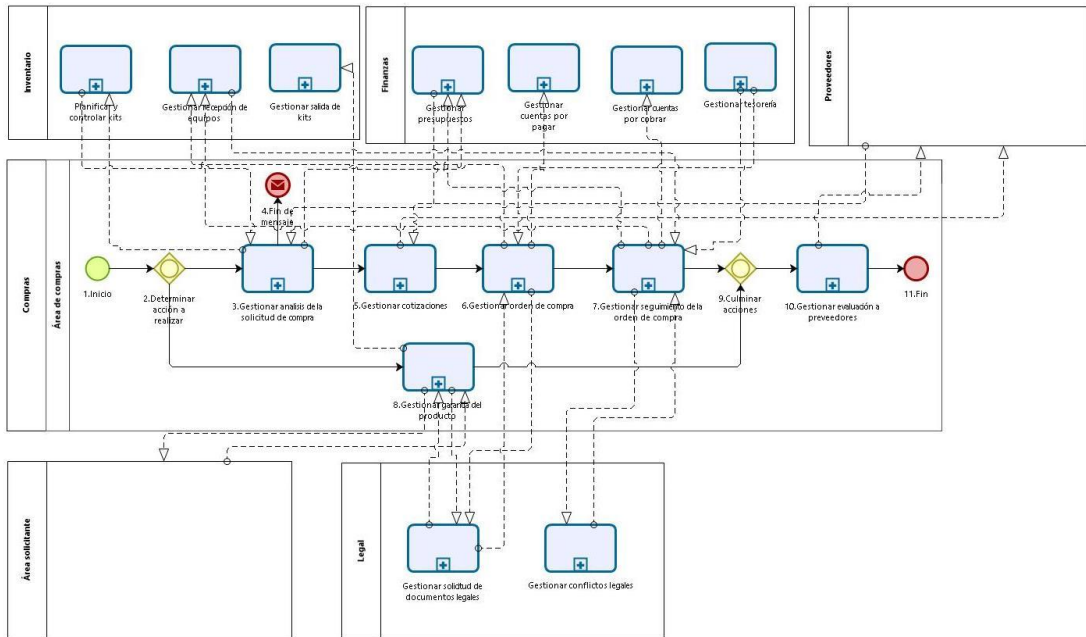 Inventario
Planificar y
controlar kits
Gestionar recepción de
equipos
Gestionar salida de
kits
Finanzas
Gestionar
presupuestos
Gestionar
cuentas por
pagar
Gestionar cuentas
por cobrar
Gestionar tesorería
Proveedores
Compras
Área de compras
1.Inicio
2.Determinar
acción a
realizar
4.Fin de
mensaje
3.Gestionar analisis de la
solicitud de compra
5.Gestionar cotizaciones
6.Gestionar orden de compra
7.Gestionar seguimiento de la
orden de compra
9.Culminar
acciones
10.Gestionar evaluación a
preveedores
11.Fin
8.Gestionar garantia del
producto
Área solicitante
Legal
Gestionar solicitud de
documentos legales
Gestionar conflictos legales